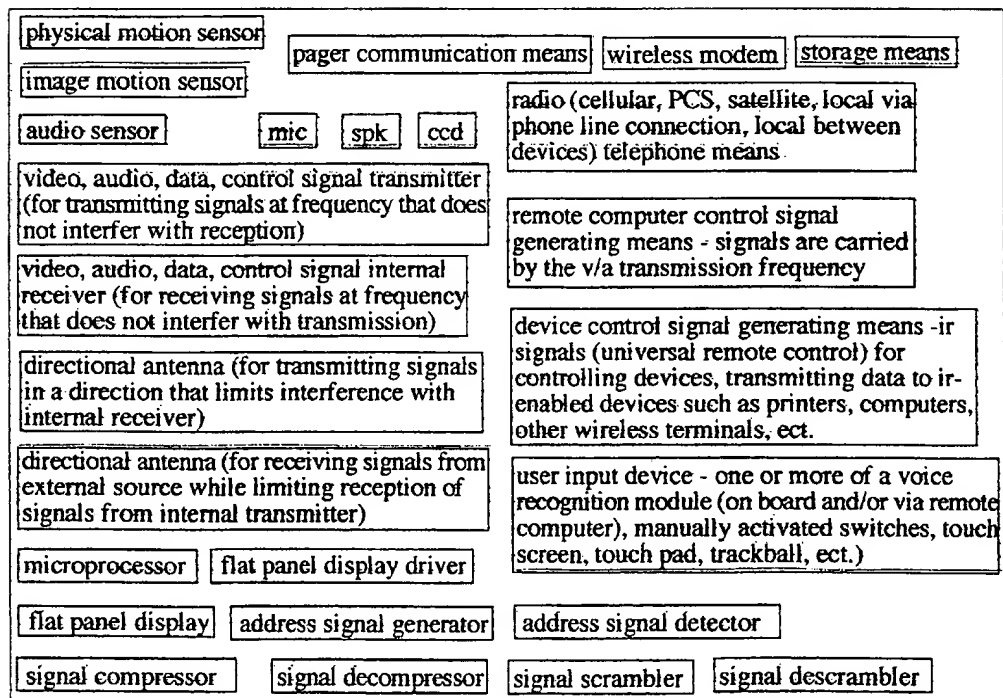 physical motion sensor
pager communication means
wireless modem
storage means
image motion sensor
audio sensor
mic
spk
ccd
radio (cellular, PCS, satellite, local via
phone line connection, local between
devices) telephone means
video, audio, data, control signal transmitter
(for transmitting signals at frequency that does
not interfer with reception)
remote computer control signal
generating means - signals are carried
by the v/a transmission frequency
video, audio, data, control signal internal
receiver (for receiving signals at frequency
that does not interfer with transmission)
device control signal generating means -ir
signals (universal remote control) for
controlling devices, transmitting data to ir-
enabled devices such as printers, computers,
other wireless terminals, ect.
directional antenna (for transmitting signals
in a direction that limits interference with
internal receiver)
directional antenna (for receiving signals from
external source while limiting reception of
signals from internal transmitter)
user input device - one or more of a voice
recognition module (on board and/or via remote
computer), manually activated switches, touch
screen, touch pad, trackball, ect.)
microprocessor
flat panel display driver
flat panel display
address signal generator
address signal detector
signal compressor
signal decompressor
signal scrambler
signal descrambler